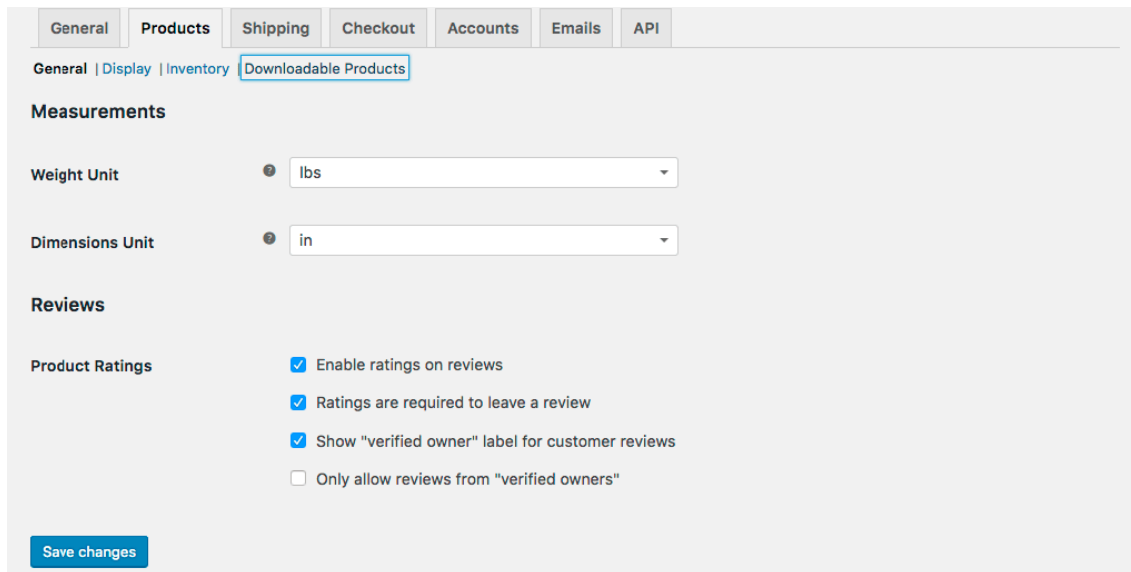 General Products Shipping Checkout Accounts Emails API
General | Display | Inventory | Downloadable Products
Measurements
Weight Unit lbs
Dimensions Unit in
Reviews
Product Ratings Enable ratings on reviews
Ratings are required to leave a review
Show "verified owner" label for customer reviews
Only allow reviews from "verified owners"
Save changes